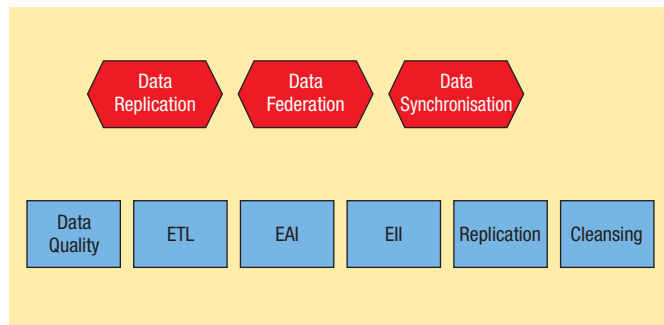 Data
Replication
Data
Federation
Data
Synchronisation
Data
Quality
ETL
EAI
EII
Replication
Cleansing